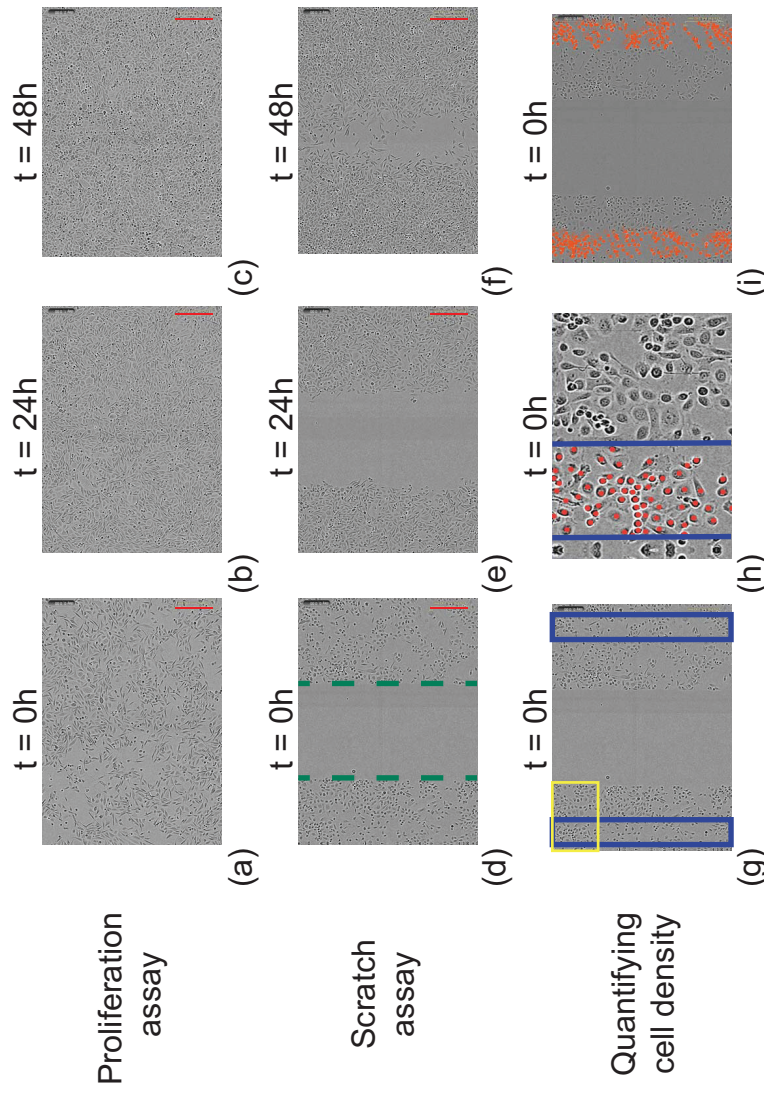 Proliferation
assay
t = 0h
t = 24h
t = 48h
(a)
(b)
(c)
Scratch
assay
t = 0h
t = 24h
t = 48h
(d)
(e)
(f)
Quantifying
cell density
t = 0h
t = 0h
t = 0h
(g)
(h)
(i)